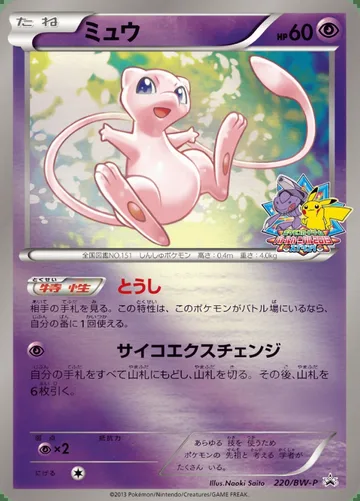 たね
ミュウ
HP60
全国図鑑NO.151 しんしゅポケモン 高さ：0.4m 重さ：4.0kg
とくせい
特性
とうし
相手の手札を見る。この特性は、このポケモンがバトル場にいるなら、
自分の番に1回使える。
サイコエクスチェンジ
自分の手札をすべて山札にもどし、山札を切る。その後、山札を
6枚引く。
×2
あらゆる 技を 使うため
ポケモンの 先祖と 考える 学者が
たくさん いる。
にげる
Illus.Naoki Saito
220/BW-P
©2013 Pokémon/Nintendo/Creatures/GAME FREAK.